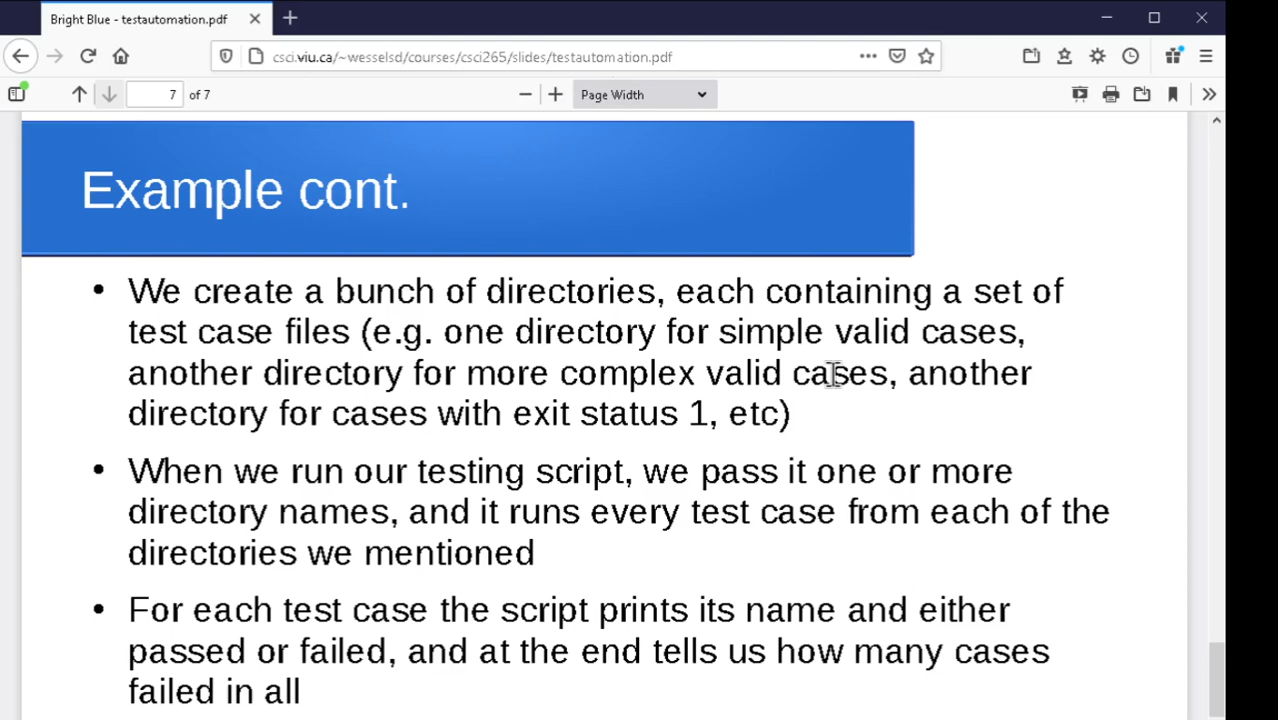 Bright Blue - testautomation.pdf
csci.viu.ca/~wesselsd/courses/csci265/slides/testautomation.pdf
7 of 7
Page Width
Example cont.
• We create a bunch of directories, each containing a set of
test case files (e.g. one directory for simple valid cases,
another directory for more complex valid cases, another
directory for cases with exit status 1, etc)
• When we run our testing script, we pass it one or more
directory names, and it runs every test case from each of the
directories we mentioned
• For each test case the script prints its name and either
passed or failed, and at the end tells us how many cases
failed in all